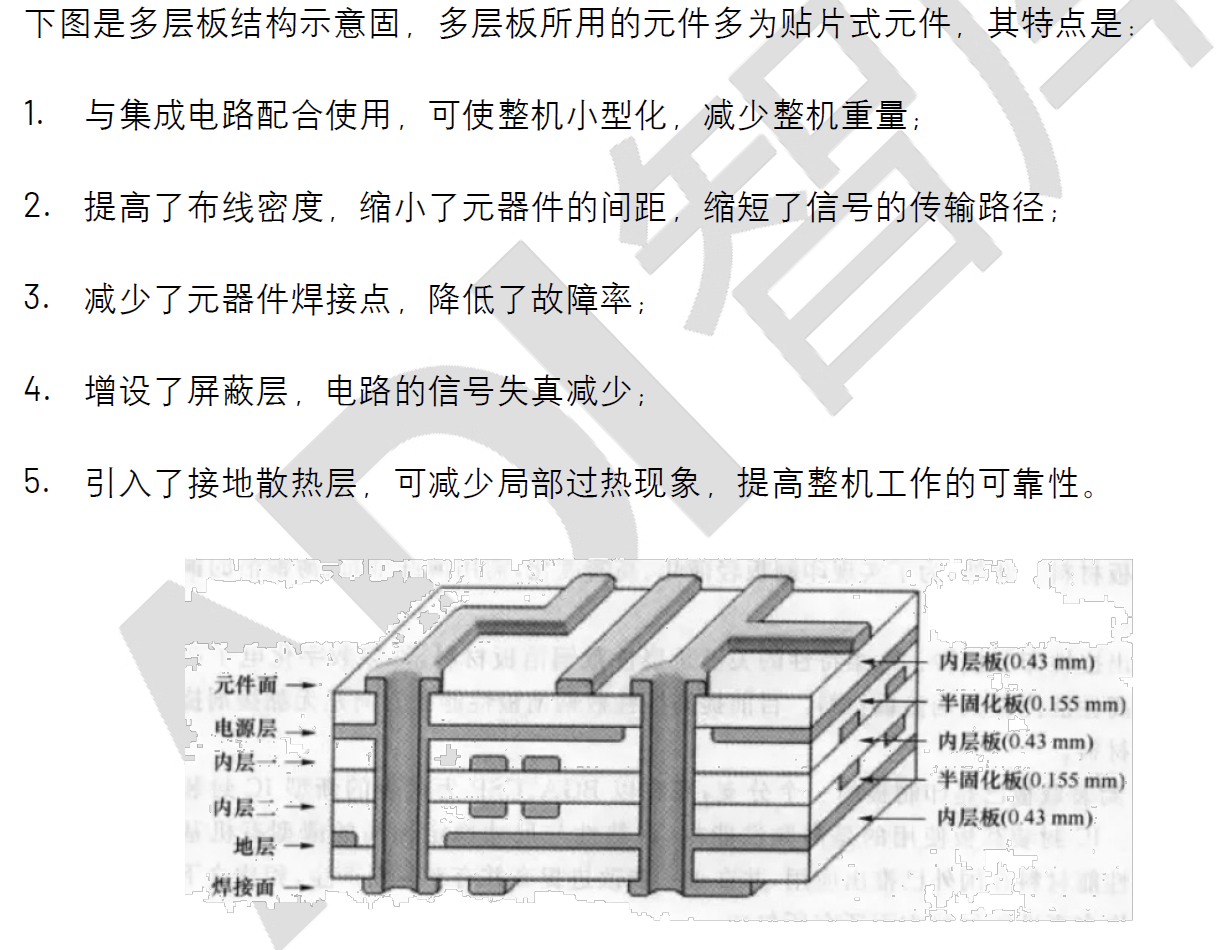 下图是多层板结构示意固，多层板所用的元件多为贴片式元件，其特点是：
1. 与集成电路配合使用，可使整机小型化，减少整机重量；
2. 提高了布线密度，缩小了元器件的间距，缩短了信号的传输路径；
3. 减少了元器件焊接点，降低了故障率；
4. 增设了屏蔽层，电路的信号失真减少；
5. 引入了接地散热层，可减少局部过热现象，提高整机工作的可靠性。
元件面
电源层
内层一
内层二
地层
焊接面
内层板(0.43 mm)
半固化板(0.155 mm)
内层板(0.43 mm)
半固化板(0.155 mm)
内层板(0.43 mm)
ADI智库